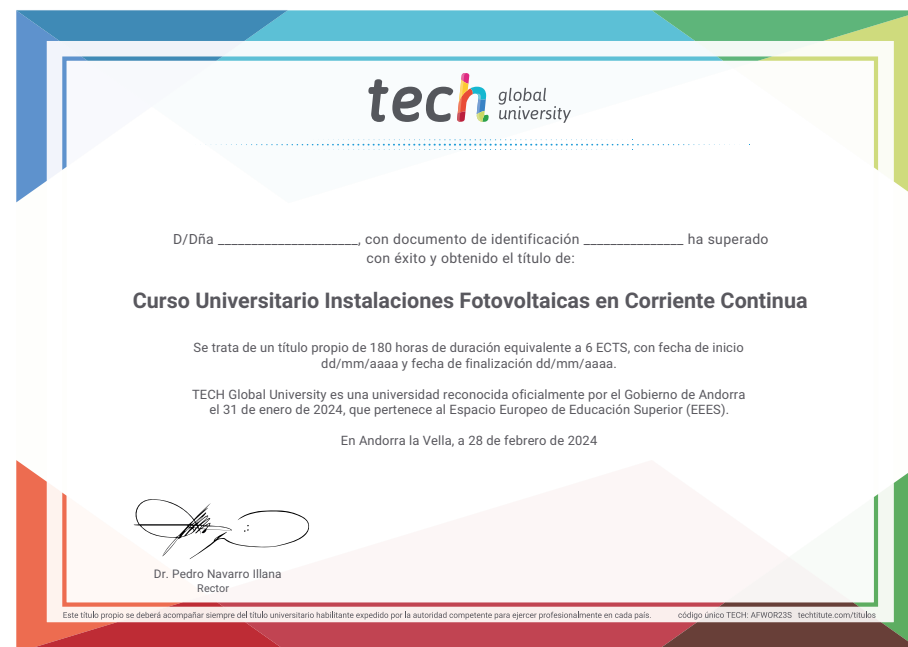 tech global university
D/Dña _____________________, con documento de identificación _______________ ha superado
con éxito y obtenido el título de:
Curso Universitario Instalaciones Fotovoltaicas en Corriente Continua
Se trata de un título propio de 180 horas de duración equivalente a 6 ECTS, con fecha de inicio
dd/mm/aaaa y fecha de finalización dd/mm/aaaa.
TECH Global University es una universidad reconocida oficialmente por el Gobierno de Andorra
el 31 de enero de 2024, que pertenece al Espacio Europeo de Educación Superior (EEES).
En Andorra la Vella, a 28 de febrero de 2024
Dr. Pedro Navarro Illana
Rector
Este título propio se deberá acompañar siempre del título universitario habilitante expedido por la autoridad competente para ejercer profesionalmente en cada país. código único TECH: AFWOR23S techtitute.com/titulos